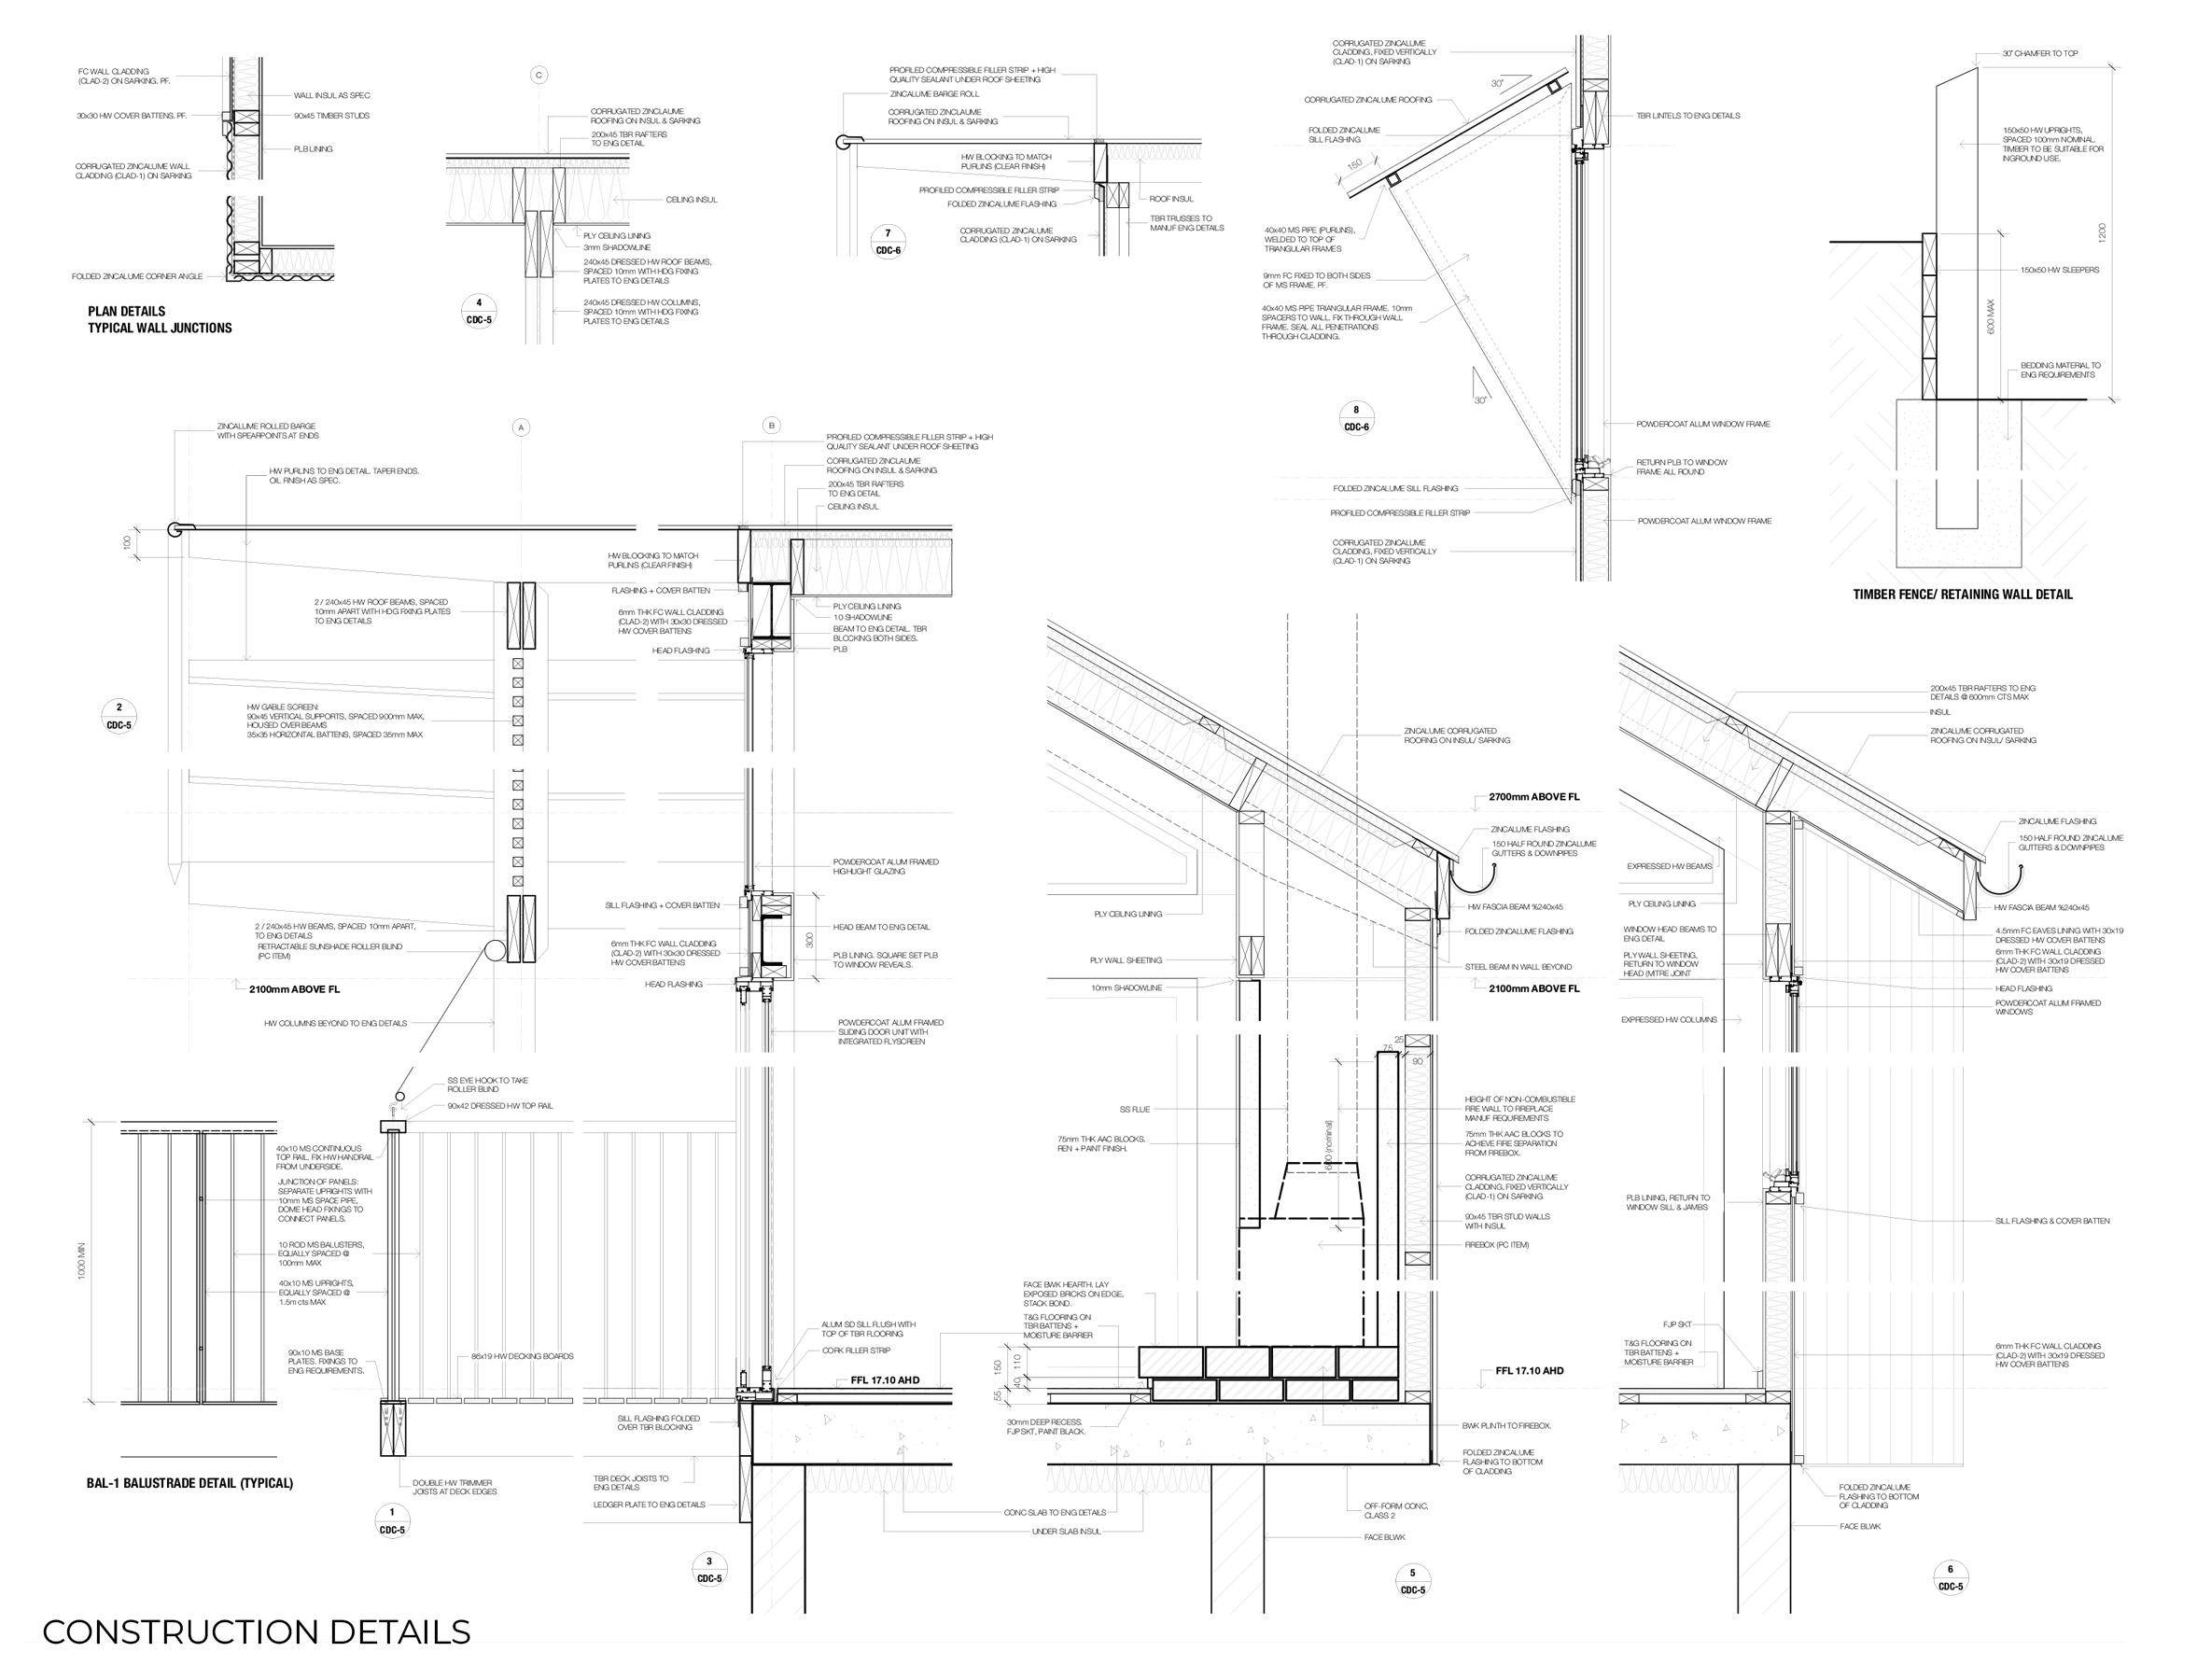 FC WALL CLADDING
(CLAD-2) ON SARKING. PF.
WALL INSUL AS SPEC
30x30 HW COVER BATTENS. PF.
90x45 TIMBER STUDS
PLB LINING
CORRUGATED ZINCALUME WALL
CLADDING (CLAD-1) ON SARKING
FOLDED ZINCALUME CORNER ANGLE
PLAN DETAILS
TYPICAL WALL JUNCTIONS
C
CORRUGATED ZINCLAUME
ROOFING ON INSUL & SARKING
200x45 TBR RAFTERS
TO ENG DETAIL
CEILING INSUL
PLY CEILING LINING
3mm SHADOWLINE
240x45 DRESSED HW ROOF BEAMS,
SPACED 10mm WITH HDG FIXING
PLATES TO ENG DETAILS
240x45 DRESSED HW COLUMNS,
SPACED 10mm WITH HDG FIXING
PLATES TO ENG DETAILS
4
CDC-5
PROFILED COMPRESSIBLE FILLER STRIP + HIGH
QUALITY SEALANT UNDER ROOF SHEETING
ZINCALUME BARGE ROLL
CORRUGATED ZINCLAUME
ROOFING ON INSUL & SARKING
HW BLOCKING TO MATCH
PURLINS (CLEAR FINISH)
PROFILED COMPRESSIBLE FILLER STRIP
FOLDED ZINCALUME FLASHING
ROOF INSUL
TBR TRUSSES TO
MANUF ENG DETAILS
CORRUGATED ZINCALUME
CLADDING (CLAD-1) ON SARKING
7
CDC-6
CORRUGATED ZINCALUME
CLADDING, FIXED VERTICALLY
(CLAD-1) ON SARKING
30°
CORRUGATED ZINCALUME ROOFING
FOLDED ZINCALUME
SILL FLASHING
TBR LINTELS TO ENG DETAILS
150
40x40 MS PIPE (PURLINS),
WELDED TO TOP OF
TRIANGULAR FRAMES
9mm FC FIXED TO BOTH SIDES
OF MS FRAME. PF.
40x40 MS PIPE TRIANGULAR FRAME. 10mm
SPACERS TO WALL. FIX THROUGH WALL
FRAME. SEAL ALL PENETRATIONS
THROUGH CLADDING.
30°
8
CDC-6
POWDERCOAT ALUM WINDOW FRAME
RETURN PLB TO WINDOW
FRAME ALL ROUND
FOLDED ZINCALUME SILL FLASHING
PROFILED COMPRESSIBLE FILLER STRIP
POWDERCOAT ALUM WINDOW FRAME
CORRUGATED ZINCALUME
CLADDING, FIXED VERTICALLY
(CLAD-1) ON SARKING
30° CHAMFER TO TOP
150x50 HW UPRIGHTS,
SPACED 100mm NOMINAL.
TIMBER TO BE SUITABLE FOR
INGROUND USE.
1200
150x50 HW SLEEPERS
600 MAX
BEDDING MATERIAL TO
ENG REQUIREMENTS
TIMBER FENCE/ RETAINING WALL DETAIL
ZINCALUME ROLLED BARGE
WITH SPEARPOINTS AT ENDS
HW PURLINS TO ENG DETAIL. TAPER ENDS.
OIL FINISH AS SPEC.
A
B
PROFILED COMPRESSIBLE FILLER STRIP + HIGH
QUALITY SEALANT UNDER ROOF SHEETING
CORRUGATED ZINCLAUME
ROOFING ON INSUL & SARKING
200x45 TBR RAFTERS
TO ENG DETAIL
CEILING INSUL
100
HW BLOCKING TO MATCH
PURLINS (CLEAR FINISH)
FLASHING + COVER BATTEN
2 / 240x45 HW ROOF BEAMS, SPACED
10mm APART WITH HDG FIXING PLATES
TO ENG DETAILS
6mm THK FC WALL CLADDING
(CLAD-2) WITH 30x30 DRESSED
HW COVER BATTENS
HEAD FLASHING
PLY CEILING LINING
10 SHADOWLINE
BEAM TO ENG DETAIL. TBR
BLOCKING BOTH SIDES.
PLB
2
CDC-5
HW GABLE SCREEN:
90x45 VERTICAL SUPPORTS, SPACED 900mm MAX,
HOUSED OVER BEAMS
35x35 HORIZONTAL BATTENS, SPACED 35mm MAX
POWDERCOAT ALUM FRAMED
HIGHLIGHT GLAZING
SILL FLASHING + COVER BATTEN
2 / 240x45 HW BEAMS, SPACED 10mm APART,
TO ENG DETAILS
RETRACTABLE SUNSHADE ROLLER BLIND
(PC ITEM)
HEAD BEAM TO ENG DETAIL
300
6mm THK FC WALL CLADDING
(CLAD-2) WITH 30x30 DRESSED
HW COVER BATTENS
PLB LINING. SQUARE SET PLB
TO WINDOW REVEALS.
HEAD FLASHING
2100mm ABOVE FL
HW COLUMNS BEYOND TO ENG DETAILS
POWDERCOAT ALUM FRAMED
SLIDING DOOR UNIT WITH
INTEGRATED FLYSCREEN
SS EYE HOOK TO TAKE
ROLLER BLIND
90x42 DRESSED HW TOP RAIL
40x10 MS CONTINUOUS
TOP RAIL. FIX HW HANDRAIL
FROM UNDERSIDE.
JUNCTION OF PANELS:
SEPARATE UPRIGHTS WITH
10mm MS SPACE PIPE,
DOME HEAD FIXINGS TO
CONNECT PANELS.
1000 MIN
10 ROD MS BALUSTERS,
EQUALLY SPACED @
100mm MAX
40x10 MS UPRIGHTS,
EQUALLY SPACED @
1.5m cts MAX
90x10 MS BASE
PLATES. FIXINGS TO
ENG REQUIREMENTS.
86x19 HW DECKING BOARDS
ALUM SD SILL FLUSH WITH
TOP OF TBR FLOORING
CORK FILLER STRIP
FFL 17.10 AHD
SILL FLASHING FOLDED
OVER TBR BLOCKING
BAL-1 BALUSTRADE DETAIL (TYPICAL)
DOUBLE HW TRIMMER
JOISTS AT DECK EDGES
TBR DECK JOISTS TO
ENG DETAILS
LEDGER PLATE TO ENG DETAILS
1
CDC-5
3
CDC-5
ZINCALUME CORRUGATED
ROOFING ON INSUL/ SARKING
2700mm ABOVE FL
ZINCALUME FLASHING
150 HALF ROUND ZINCALUME
GUTTERS & DOWNPIPES
PLY CEILING LINING
HW FASCIA BEAM %240x45
FOLDED ZINCALUME FLASHING
PLY WALL SHEETING
STEEL BEAM IN WALL BEYOND
10mm SHADOWLINE
2100mm ABOVE FL
25
75
90
SS FLUE
600 (nominal)
HEIGHT OF NON-COMBUSTIBLE
FIRE WALL TO FIREPLACE
MANUF REQUIREMENTS
75mm THK AAC BLOCKS.
REN + PAINT FINISH.
75mm THK AAC BLOCKS TO
ACHIEVE FIRE SEPARATION
FROM FIREBOX.
CORRUGATED ZINCALUME
CLADDING, FIXED VERTICALLY
(CLAD-1) ON SARKING
90x45 TBR STUD WALLS
WITH INSUL
FIREBOX (PC ITEM)
FACE BWK HEARTH. LAY
EXPOSED BRICKS ON EDGE,
STACK BOND.
T&G FLOORING ON
TBR BATTENS +
MOISTURE BARRIER
150
110
40
55
FFL 17.10 AHD
30mm DEEP RECESS.
FJP SKT, PAINT BLACK.
BWK PLINTH TO FIREBOX.
FOLDED ZINCALUME
FLASHING TO BOTTOM
OF CLADDING
CONC SLAB TO ENG DETAILS
UNDER SLAB INSUL
OFF-FORM CONC,
CLASS 2
FACE BLWK
5
CDC-5
200x45 TBR RAFTERS TO ENG
DETAILS @ 600mm CTS MAX
INSUL
ZINCALUME CORRUGATED
ROOFING ON INSUL/ SARKING
ZINCALUME FLASHING
150 HALF ROUND ZINCALUME
GUTTERS & DOWNPIPES
EXPRESSED HW BEAMS
PLY CEILING LINING
HW FASCIA BEAM %240x45
WINDOW HEAD BEAMS TO
ENG DETAIL
4.5mm FC EAVES LINING WITH 30x19
DRESSED HW COVER BATTENS
PLY WALL SHEETING,
RETURN TO WINDOW
HEAD (MITRE JOINT
6mm THK FC WALL CLADDING
(CLAD-2) WITH 30x19 DRESSED
HW COVER BATTENS
HEAD FLASHING
POWDERCOAT ALUM FRAMED
WINDOWS
EXPRESSED HW COLUMNS
PLB LINING, RETURN TO
WINDOW SILL & JAMBS
SILL FLASHING & COVER BATTEN
FJP SKT
T&G FLOORING ON
TBR BATTENS +
MOISTURE BARRIER
6mm THK FC WALL CLADDING
(CLAD-2) WITH 30x19 DRESSED
HW COVER BATTENS
FOLDED ZINCALUME
FLASHING TO BOTTOM
OF CLADDING
FACE BLWK
6
CDC-5
CONSTRUCTION DETAILS